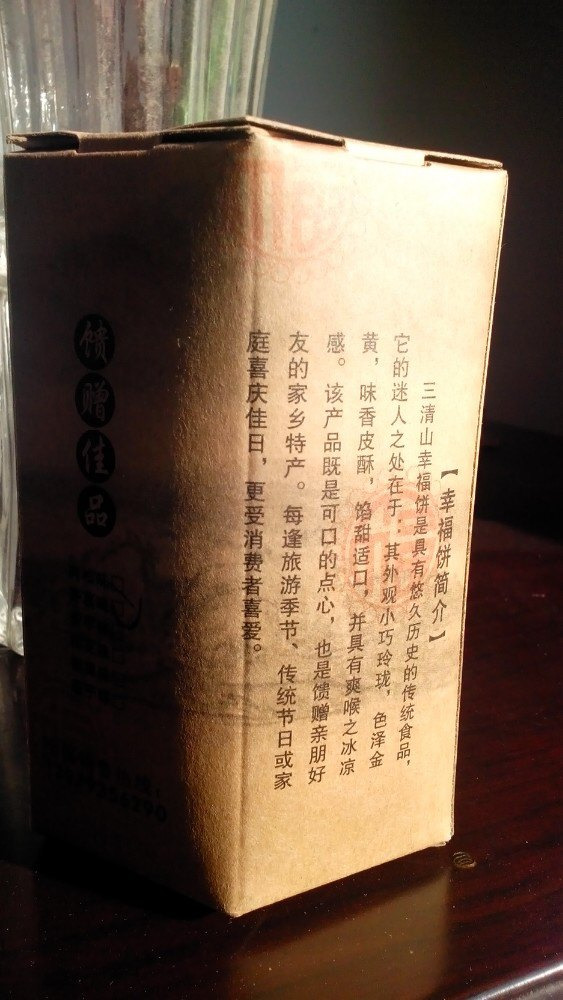 【幸福饼简介】
三清山幸福饼是具有悠久历史的传统食品，
它的迷人之处在于：其外观小巧玲珑，色泽金
黄，味香皮酥，馅甜适口，并具有爽喉之冰凉
感。该产品既是可口的点心，也是馈赠亲朋好
友的家乡特产。每逢旅游季节、传统节日或家
庭喜庆佳日，更受消费者喜爱。
馈赠佳品